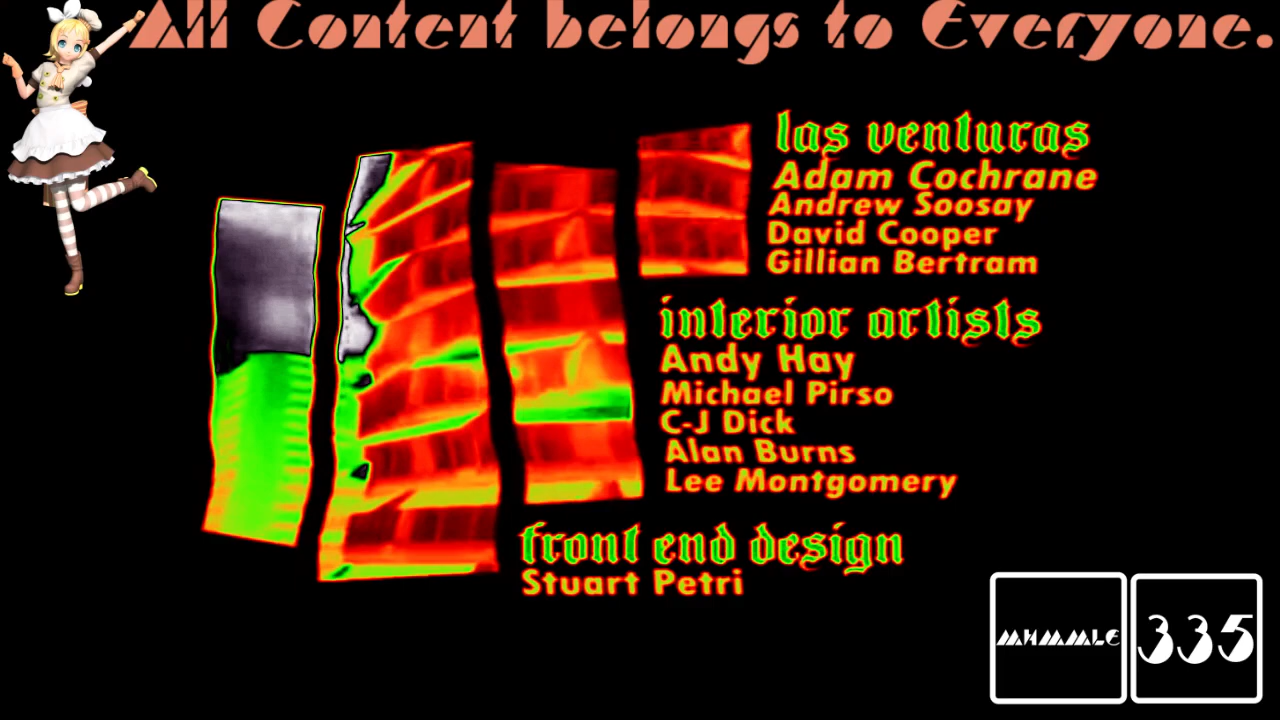 All Content belongs to Everyone.
las venturas
Adam Cochrane
Andrew Soosay
David Cooper
Gillian Bertram
interior artists
Andy Hay
Michael Pirso
C-J Dick
Alan Burns
Lee Montgomery
front end design
Stuart Petri
MHMMLE
335